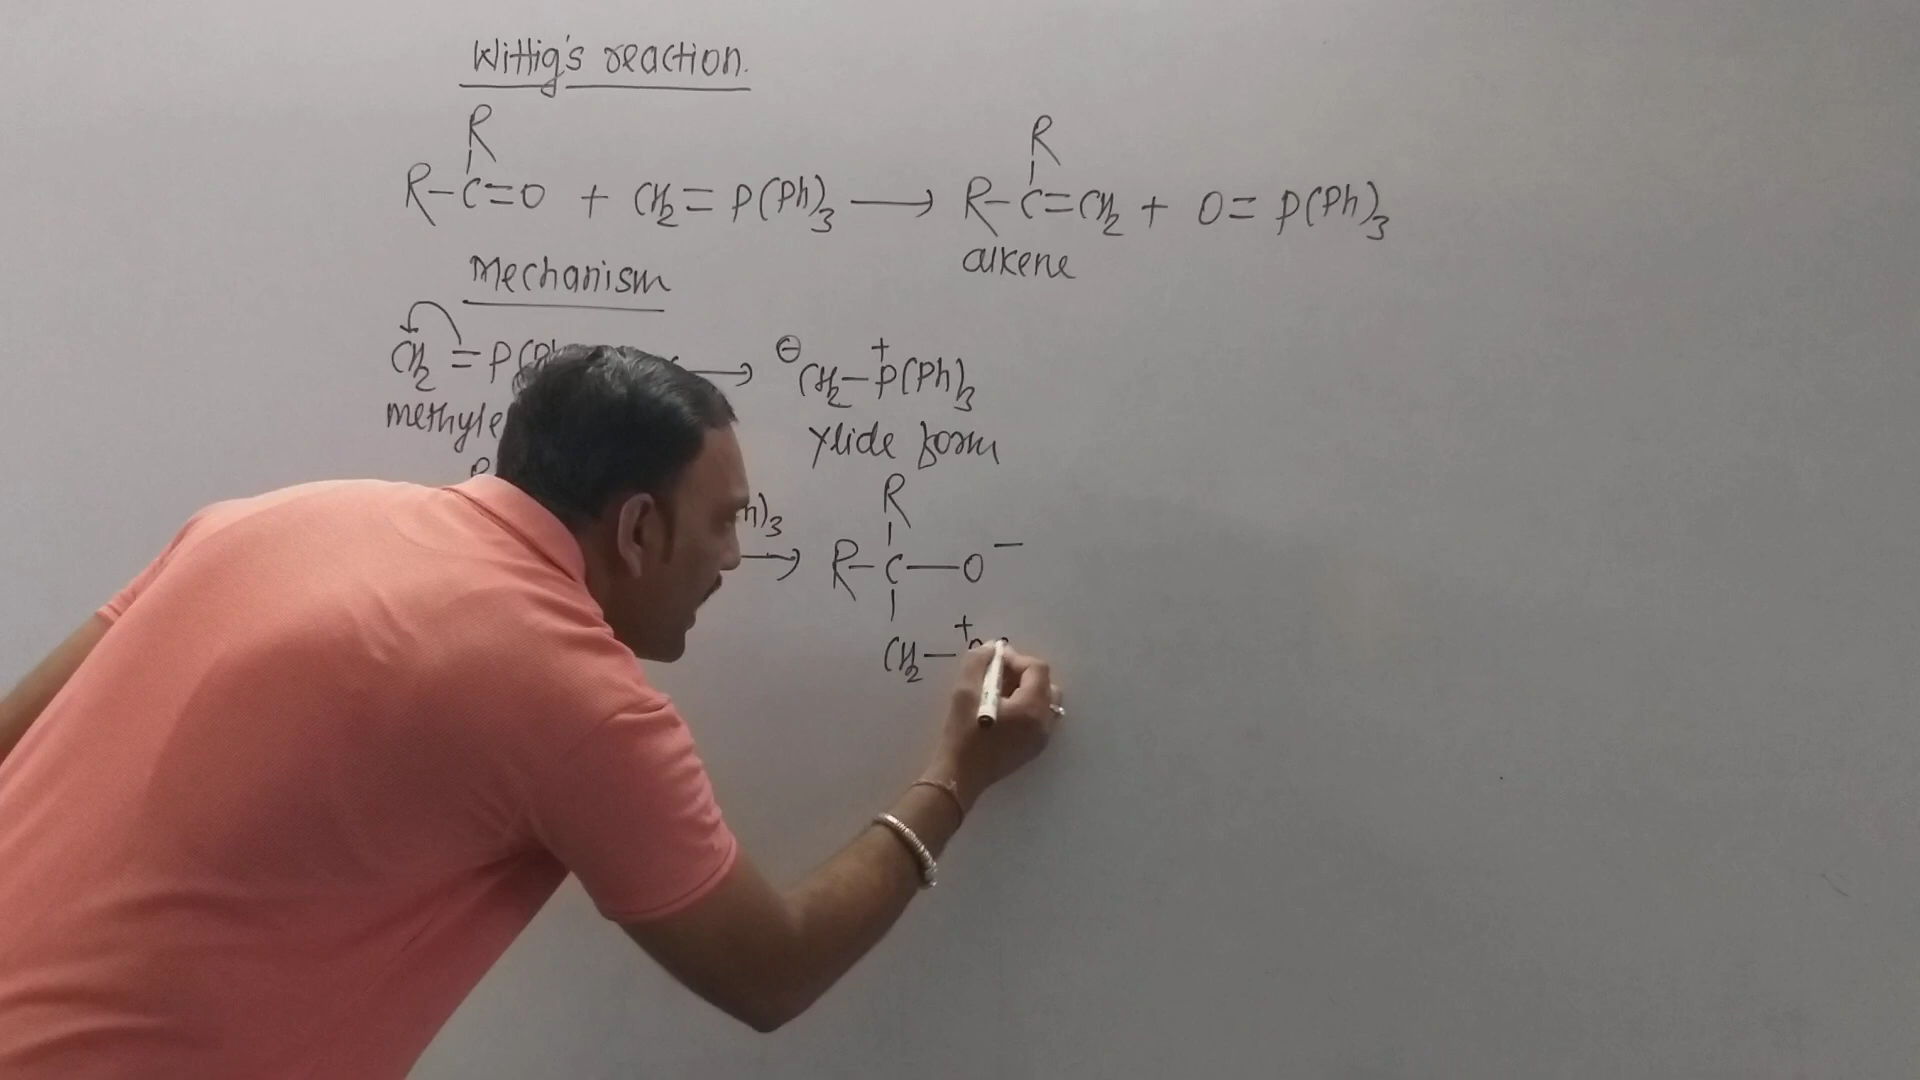 Wittig's reaction.
R R
R-C=O + CH2=P(Ph)3 ⟶ R-C=CH2 + O=P(Ph)3
alkene
Mechanism
CH2=P(Ph ⟶ ⊖CH2-P+(Ph)3
methyle Ylide form
R R
h)3
⟶ R-C-O−
CH2-+